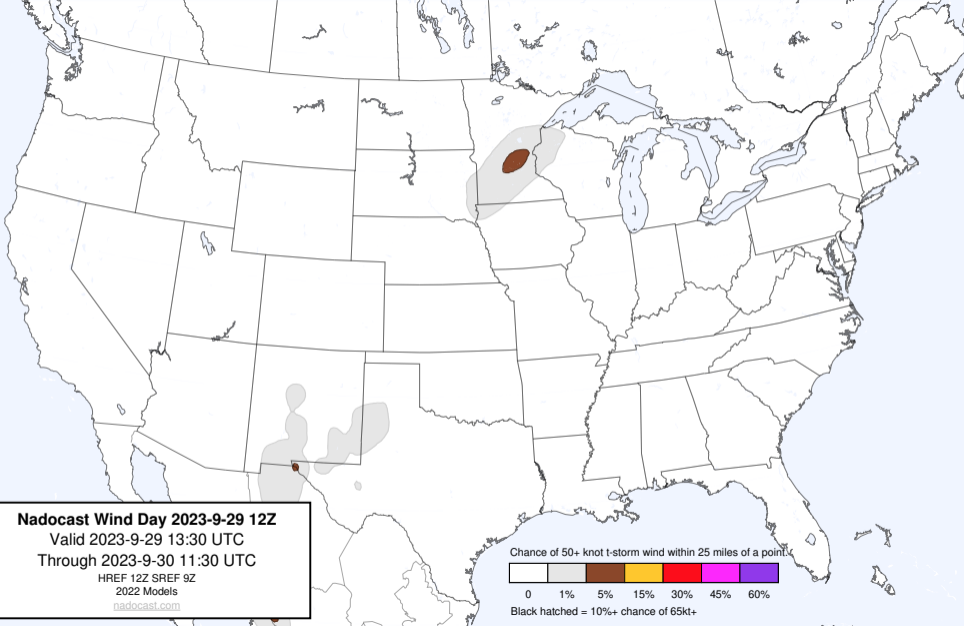 Nadocast Wind Day 2023-9-29 12Z
Valid 2023-9-29 13:30 UTC
Through 2023-9-30 11:30 UTC
HREF 12Z SREF 9Z
2022 Models
nadocast.com
Chance of 50+ knot t-storm wind within 25 miles of a point.
0 1% 5% 15% 30% 45% 60%
Black hatched = 10%+ chance of 65kt+